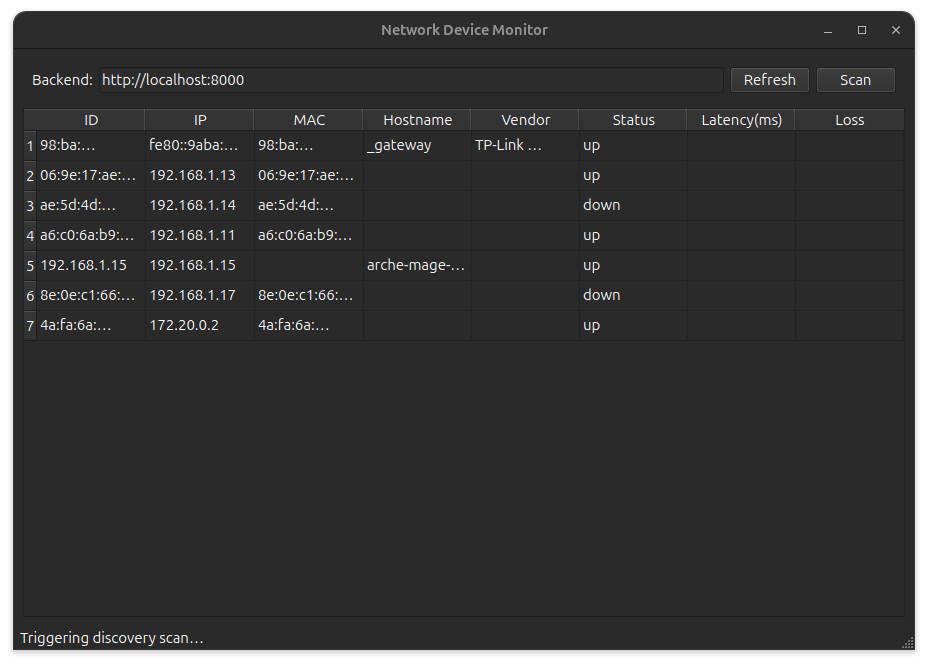 Network Device Monitor
Backend: http://localhost:8000 Refresh Scan
ID IP MAC Hostname Vendor Status Latency(ms) Loss
1 98:ba:… fe80::9aba:… 98:ba:… _gateway TP-Link … up
2 06:9e:17:ae:… 192.168.1.13 06:9e:17:ae:… up
3 ae:5d:4d:… 192.168.1.14 ae:5d:4d:… down
4 a6:c0:6a:b9:… 192.168.1.11 a6:c0:6a:b9:… up
5 192.168.1.15 192.168.1.15 arche-mage-… up
6 8e:0e:c1:66:… 192.168.1.17 8e:0e:c1:66:… down
7 4a:fa:6a:… 172.20.0.2 4a:fa:6a:… up
Triggering discovery scan…